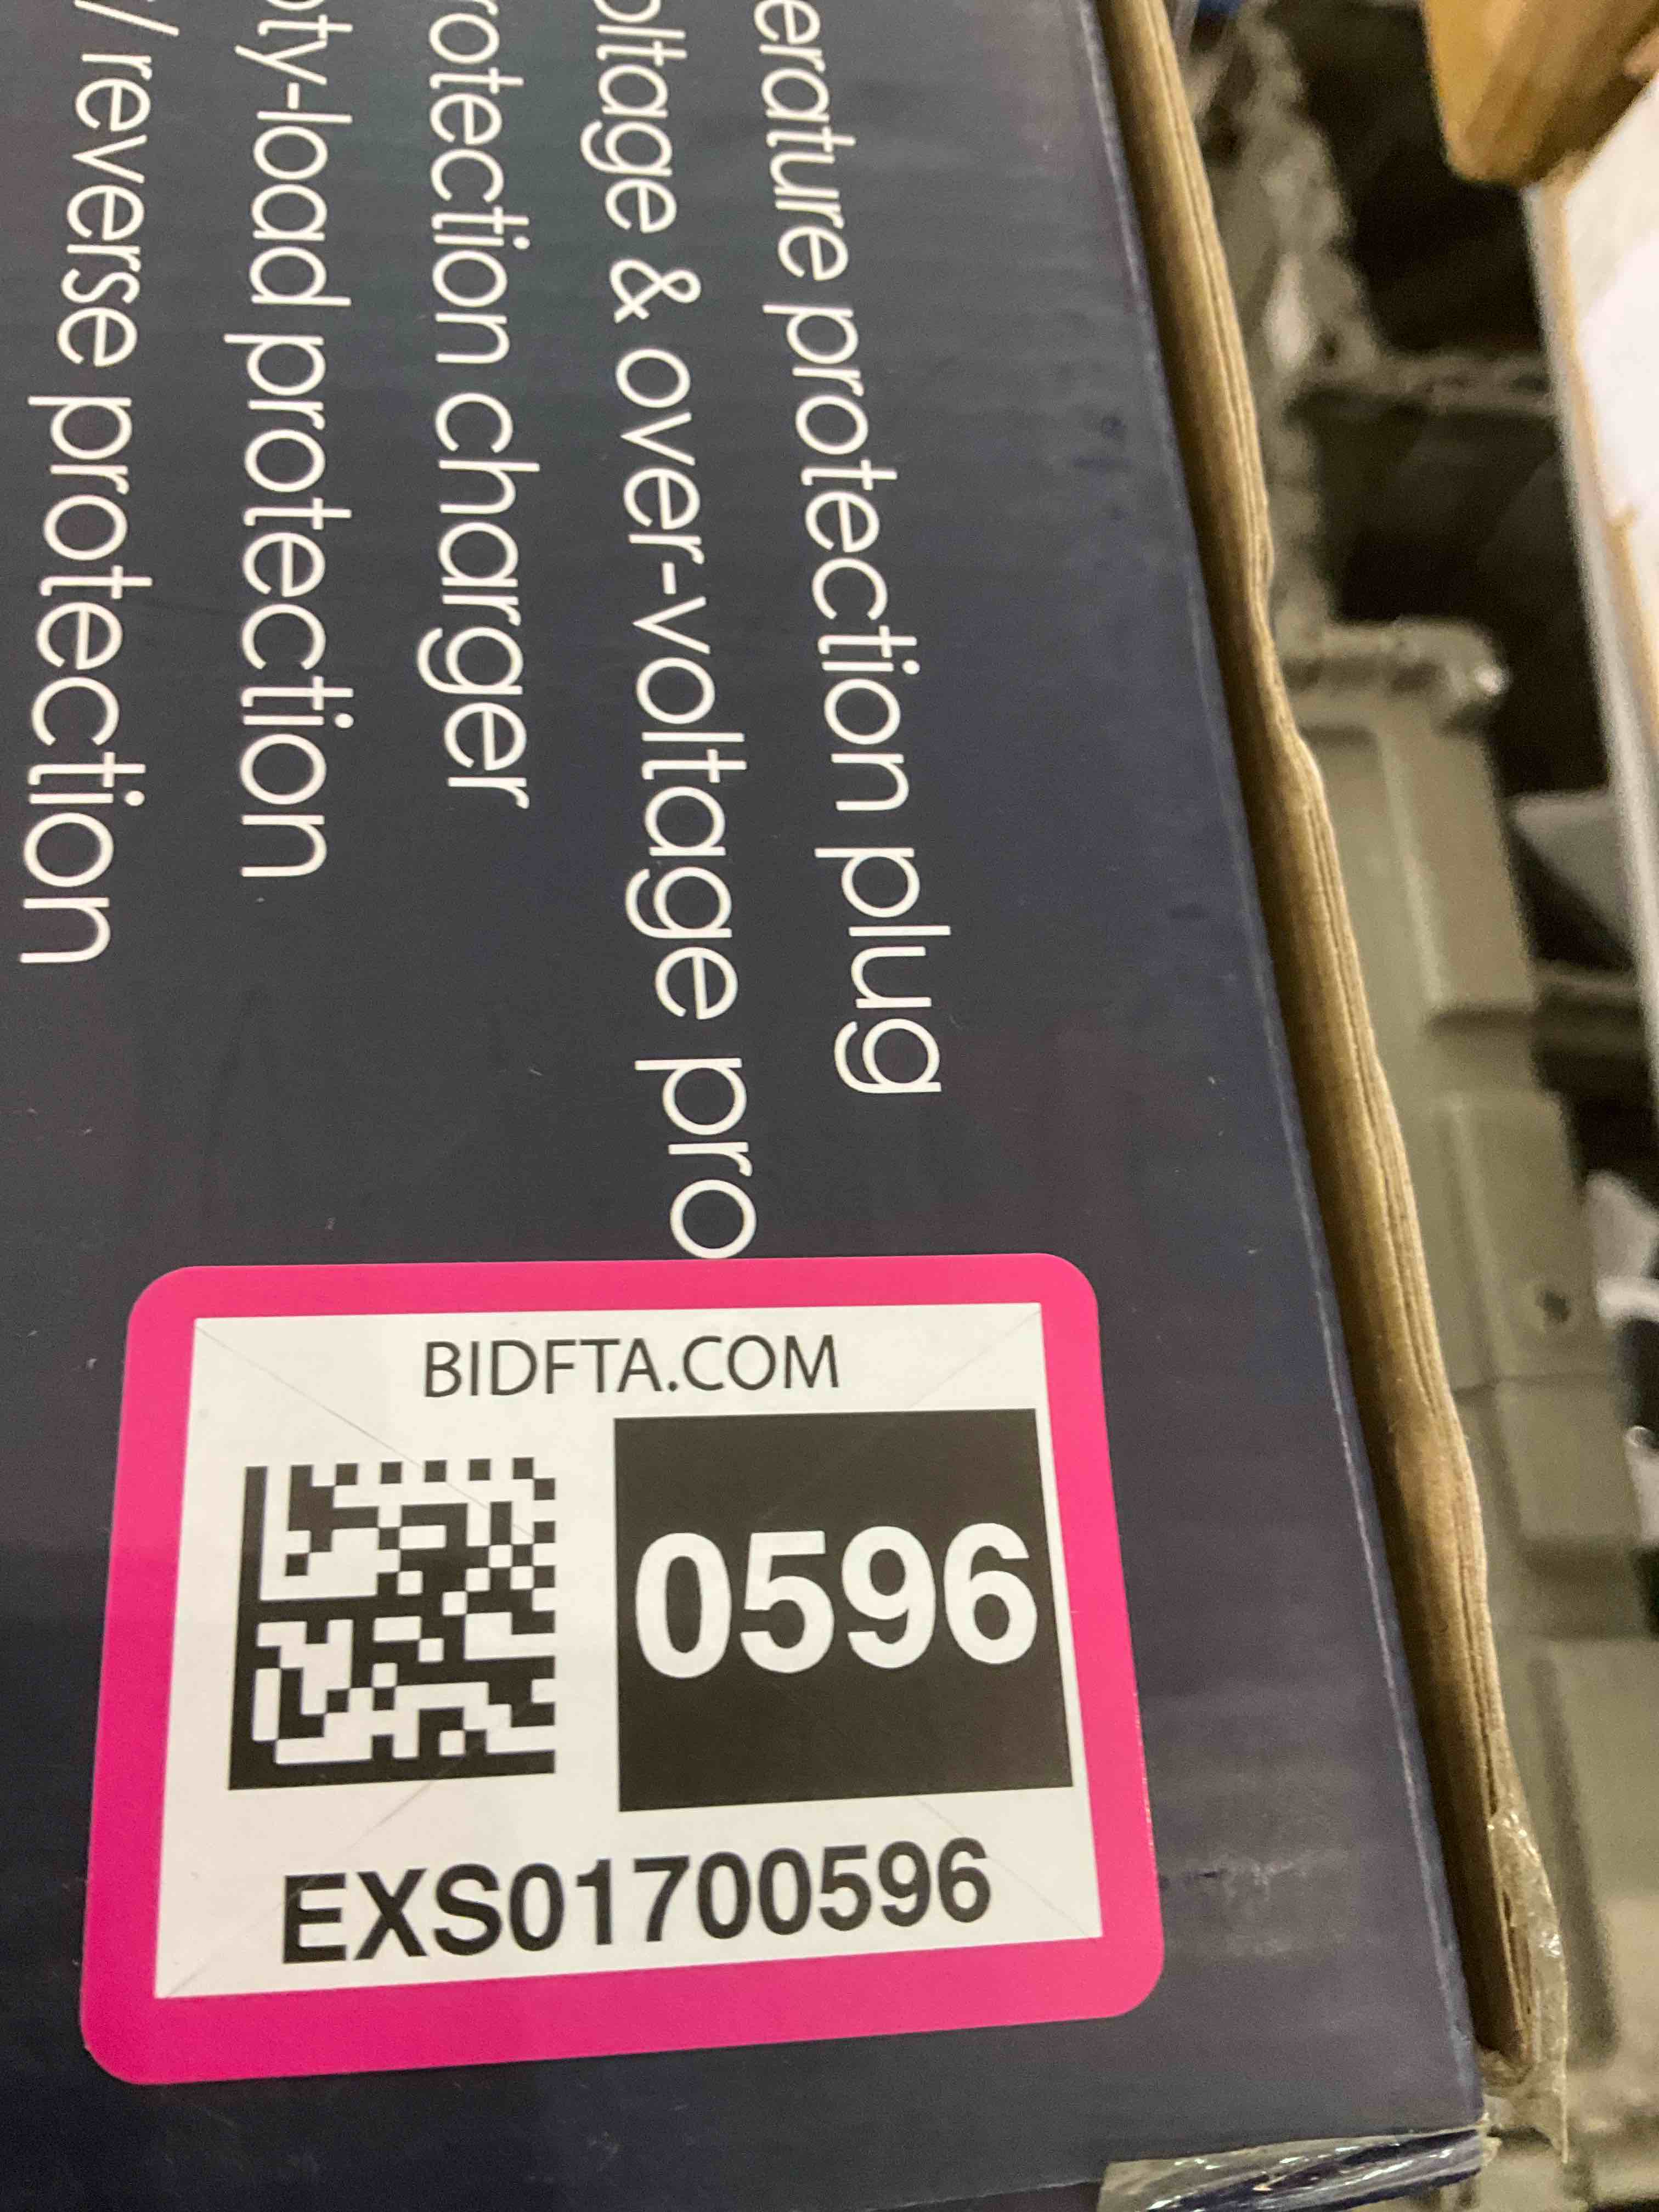 erature protection plug
oltage & over-voltage pro
rotection charger
pty-load protection
y reverse protection
BIDFTA.COM
0596
EXS01700596